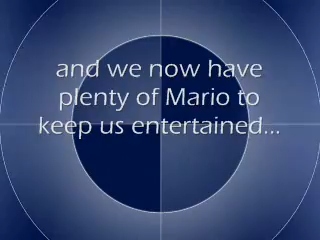 and we now have
plenty of Mario to
keep us entertained...